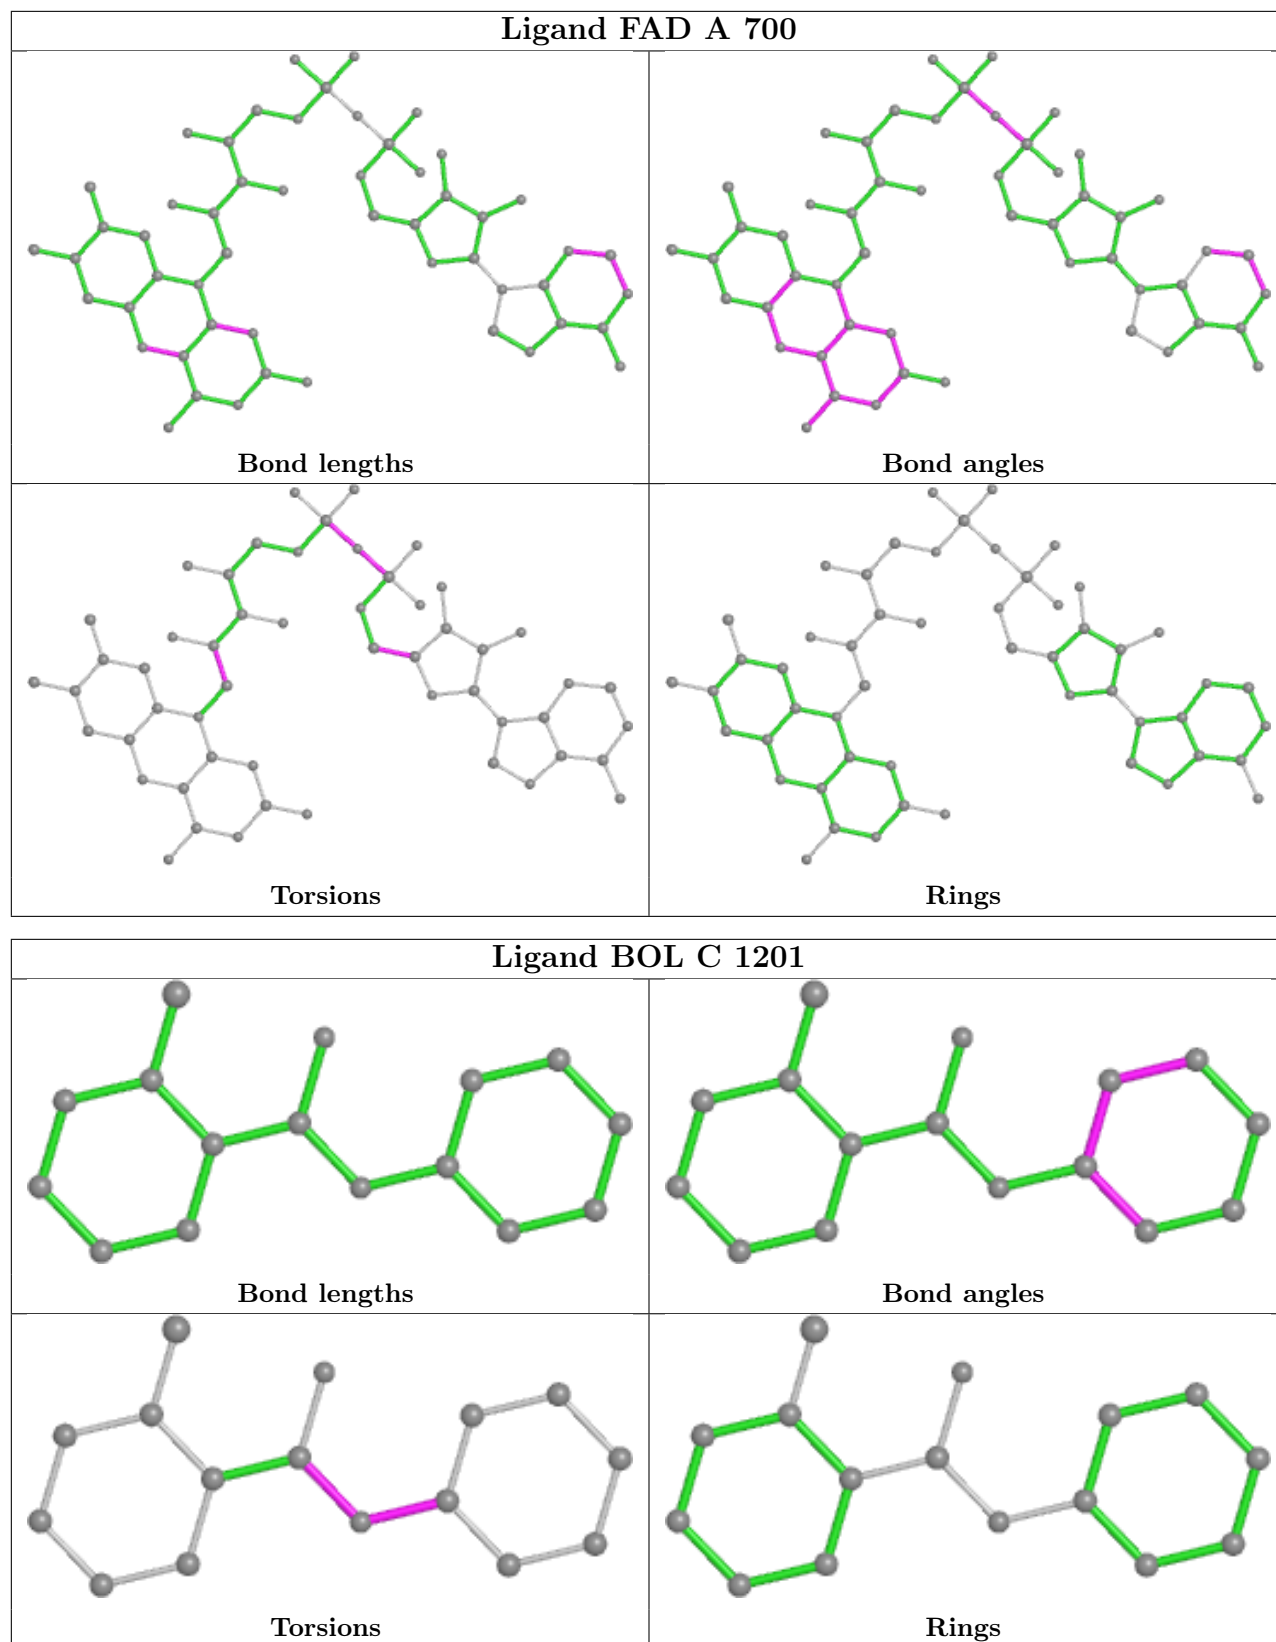 Ligand FAD A 700
Bond lengths
Bond angles
Torsions
Rings
Ligand BOL C 1201
Bond lengths
Bond angles
Torsions
Rings